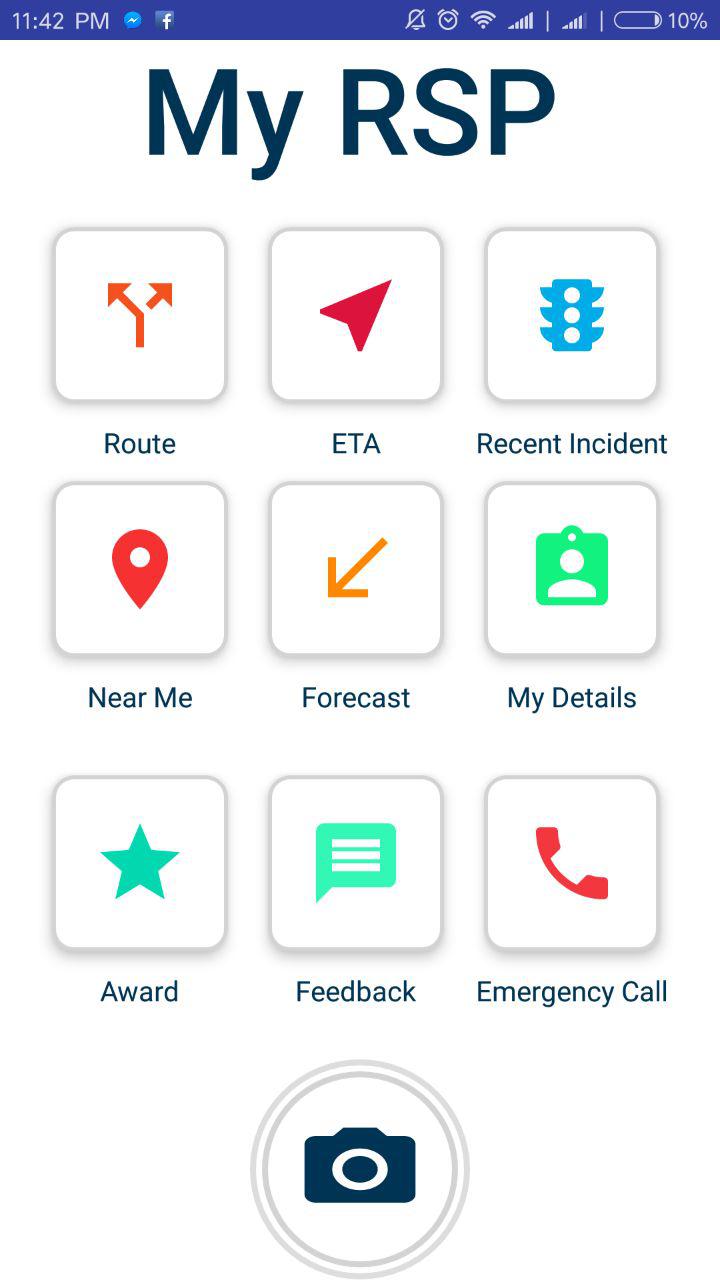 11:42 PM 10%
My RSP
Route ETA Recent Incident
Near Me Forecast My Details
Award Feedback Emergency Call